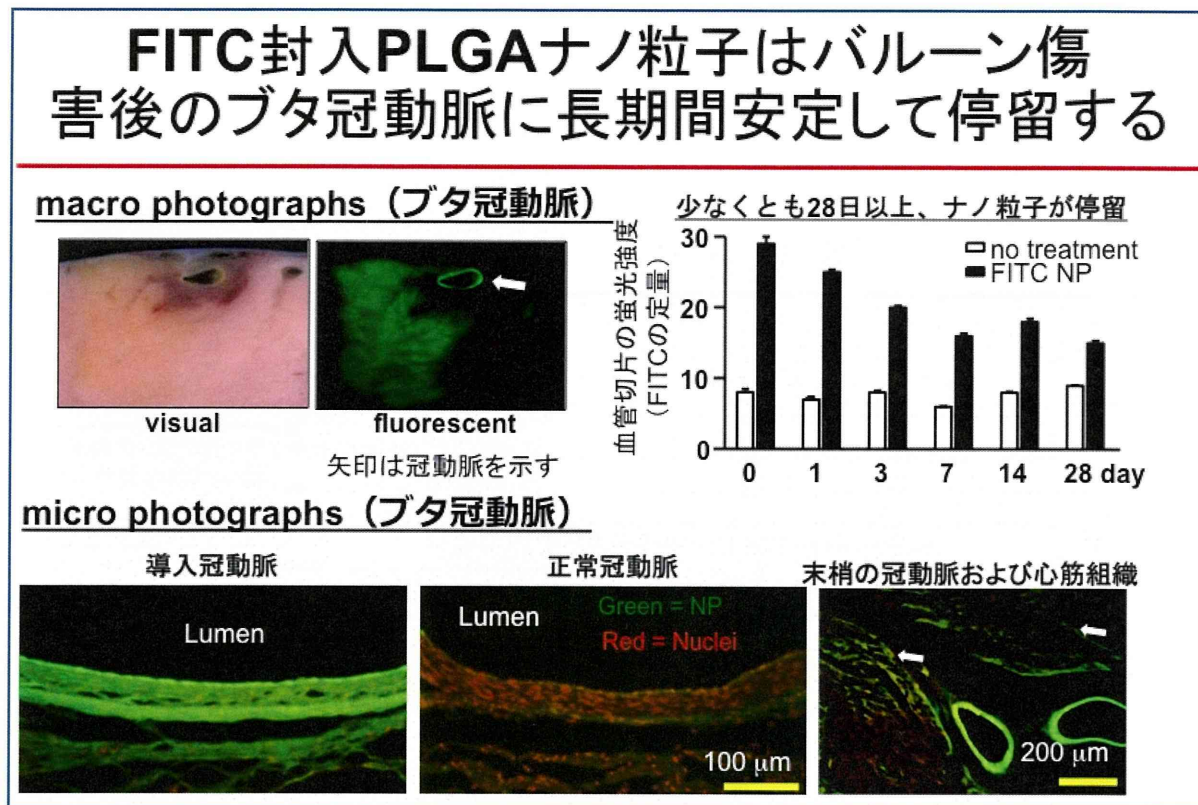 FITC封入PLGAナノ粒子はバルーン傷
害後のブタ冠動脈に長期間安定して停留する
macro photographs（ブタ冠動脈）
visual
fluorescent
矢印は冠動脈を示す
少なくとも28日以上、ナノ粒子が停留
血管切片の蛍光強度
（FITCの定量）
30
20
10
0
no treatment
FITC NP
0 1 3 7 14 28 day
micro photographs（ブタ冠動脈）
導入冠動脈
Lumen
正常冠動脈
Lumen
Green = NP
Red = Nuclei
100 μm
末梢の冠動脈および心筋組織
200 μm